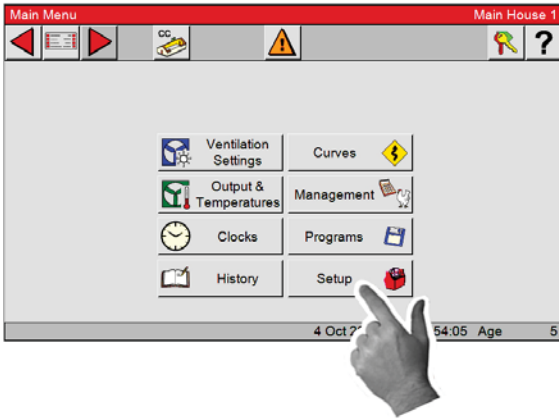 Main Menu Main House 1
CC
?
Ventilation
Settings
Curves
Output &
Temperatures
Management
Clocks
Programs
History
Setup
4 Oct 54:05 Age 5